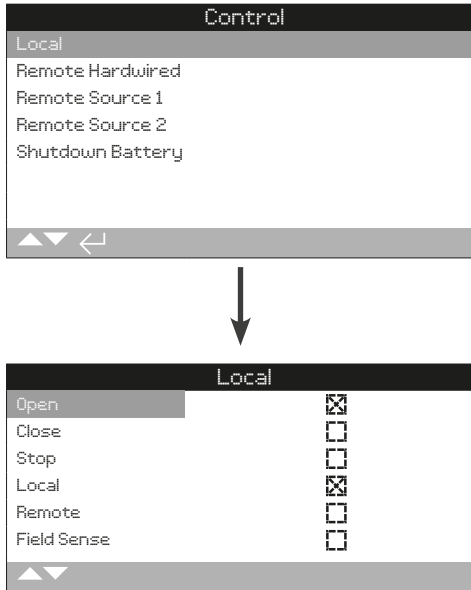 Control
Local
Remote Hardwired
Remote Source 1
Remote Source 2
Shutdown Battery
Local
Open
Close
Stop
Local
Remote
Field Sense